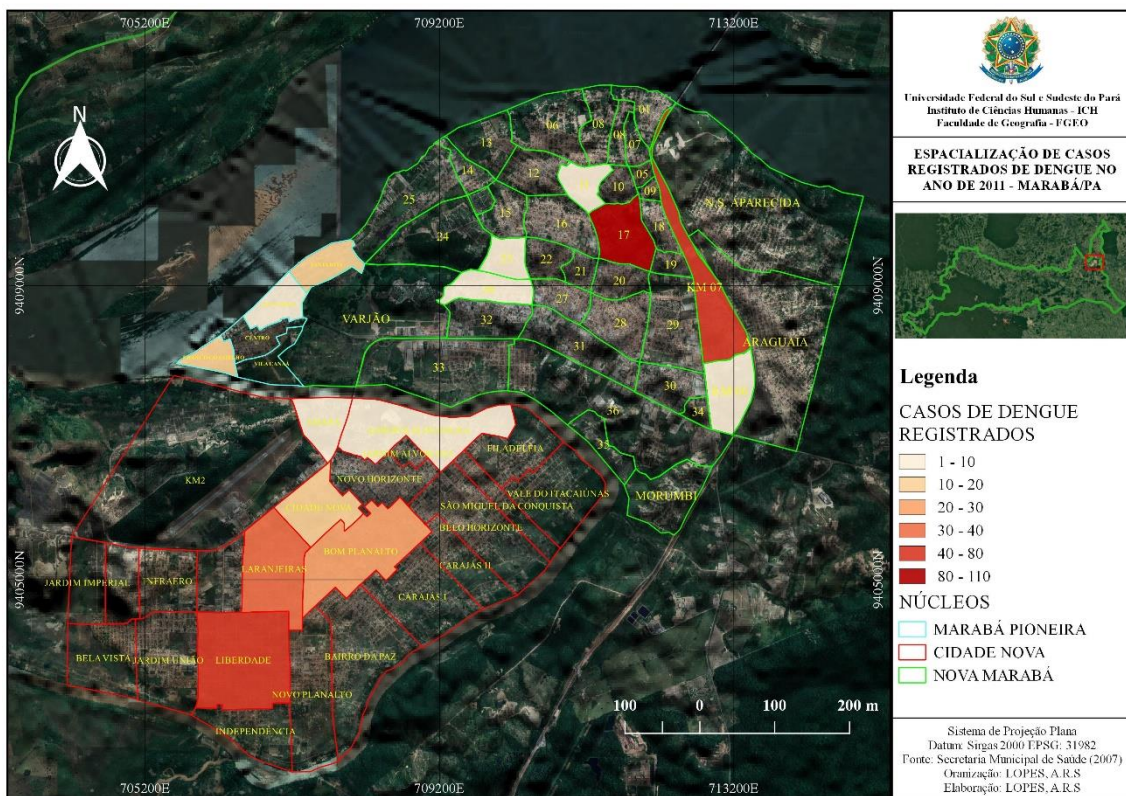 705200E
709200E
713200E
N
9409000N
9409000N
9405000N
9405000N
01
06
08
08
07
13
12
14
10
05
09
25
15
16
17
18
N.S. APARECIDA
24
22
21
20
19
KM 07
27
VARJÃO
32
28
29
31
ARAGUAIA
CENTRO
33
30
34
36
35
MORUMBI
FILADELFIA
KM2
NOVO HORIZONTE
VALE DO ITACAIÚNAS
SÃO MIGUEL DA CONQUISTA
CIDADE NOVA
BELO HORIZONTE
BOM PLANALTO
CARAJÁS II
JARDIM IMPERIAL
INFRAERO
LARANJEIRAS
CARAJÁS I
BELA VISTA
JARDIM UNIÃO
LIBERDADE
BAIRRO DA PAZ
NOVO PLANALTO
INDEPENDÊNCIA
100 0 100 200 m
705200E
709200E
713200E
Universidade Federal do Sul e Sudeste do Pará
Instituto de Ciências Humanas - ICH
Faculdade de Geografia - FGEO
ESPACIALIZAÇÃO DE CASOS
REGISTRADOS DE DENGUE NO
ANO DE 2011 - MARABÁ/PA
Legenda
CASOS DE DENGUE
REGISTRADOS
1 - 10
10 - 20
20 - 30
30 - 40
40 - 80
80 - 110
NÚCLEOS
MARABÁ PIONEIRA
CIDADE NOVA
NOVA MARABÁ
Sistema de Projeção Plana
Datum: Sirgas 2000 EPSG: 31982
Fonte: Secretaria Municipal de Saúde (2007)
Oranização: LOPES, A.R.S
Elaboração: LOPES, A.R.S